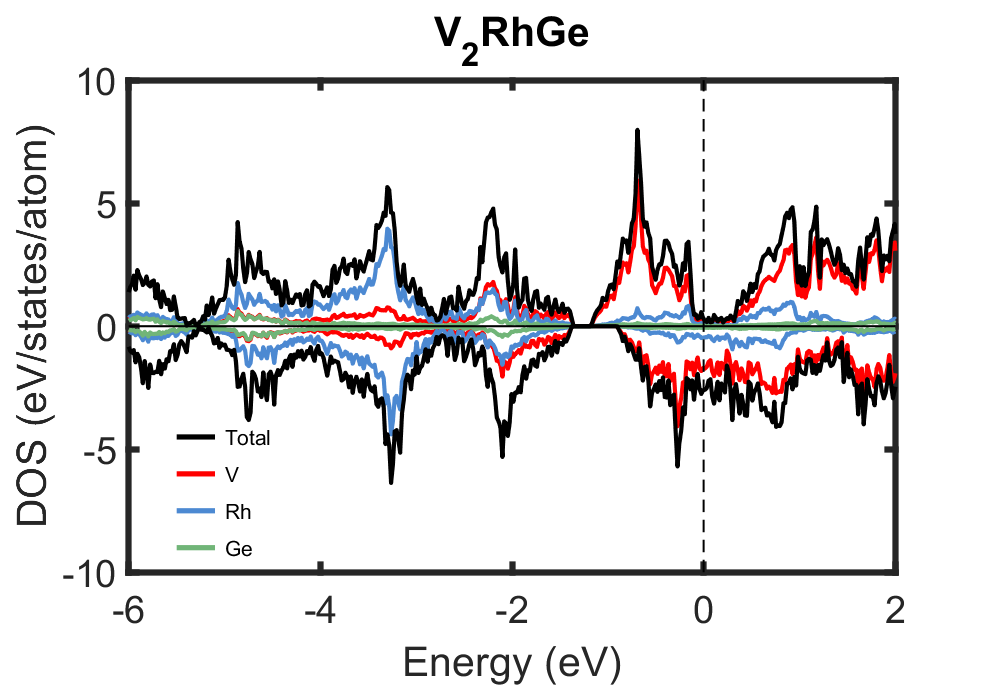 V2RhGe
10
5
0
-5
-10
DOS (eV/states/atom)
Total
V
Rh
Ge
-6
-4
-2
0
2
Energy (eV)